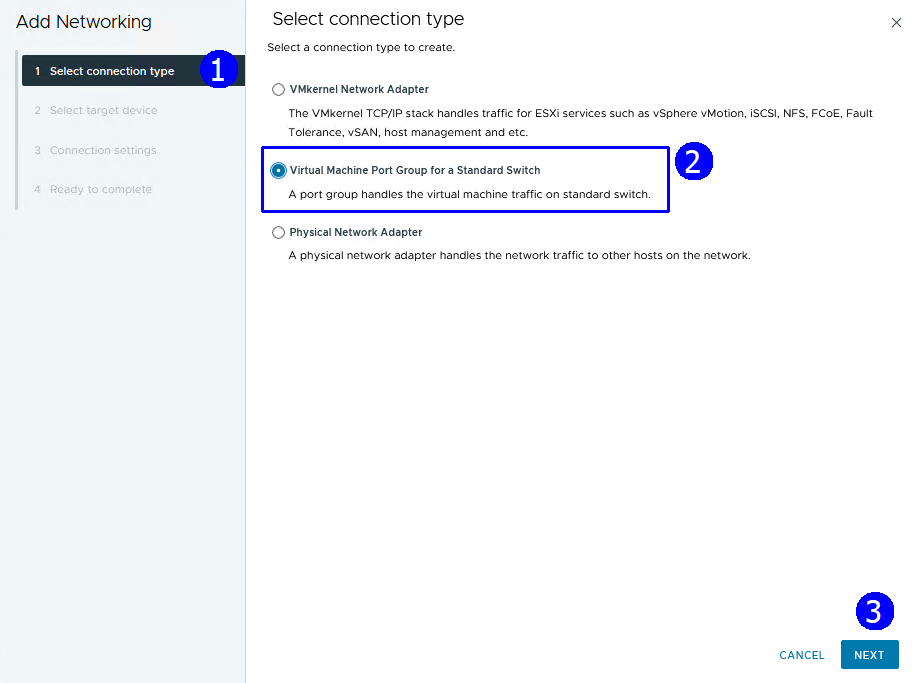 Add Networking
1 Select connection type
1
2 Select target device
3 Connection settings
4 Ready to complete
Select connection type
Select a connection type to create.
VMkernel Network Adapter
The VMkernel TCP/IP stack handles traffic for ESXi services such as vSphere vMotion, iSCSI, NFS, FCoE, Fault
Tolerance, vSAN, host management and etc.
Virtual Machine Port Group for a Standard Switch
A port group handles the virtual machine traffic on standard switch.
2
Physical Network Adapter
A physical network adapter handles the network traffic to other hosts on the network.
3
CANCEL
NEXT